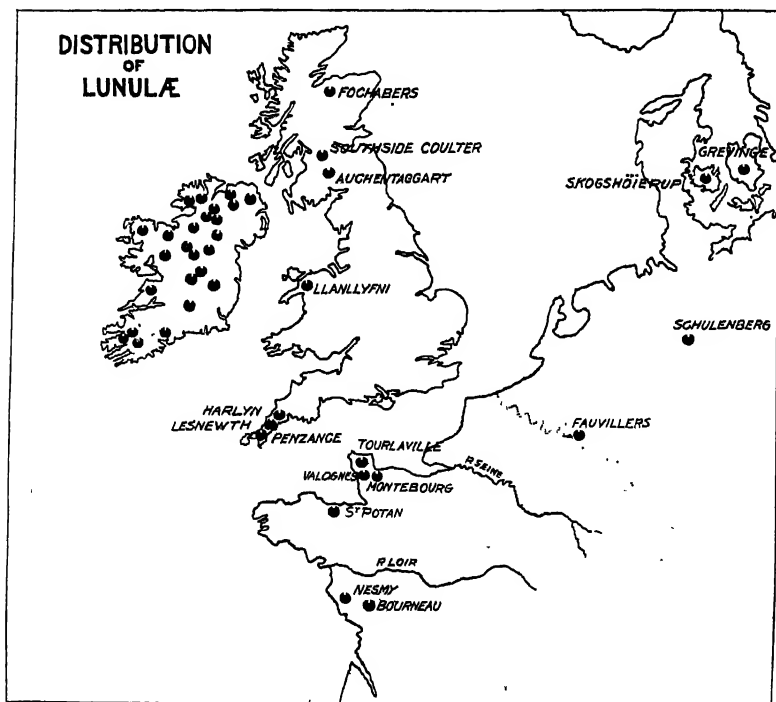 DISTRIBUTION
OF
LUNULÆ
FOCHABERS
SOUTHSIDE COULTER
AUCHENTAGGART
GREVINGE
SKOGSHÖIERUP
LLANLLYFNI
SCHULENBERG
HARLYN
LESNEWTH
PENZANCE
FAUVILLERS
TOURLAVILLE
VALOGNES
MONTEBOURG
R SEINE
ST POTAN
R LOIR
NESMY
BOURNEAU